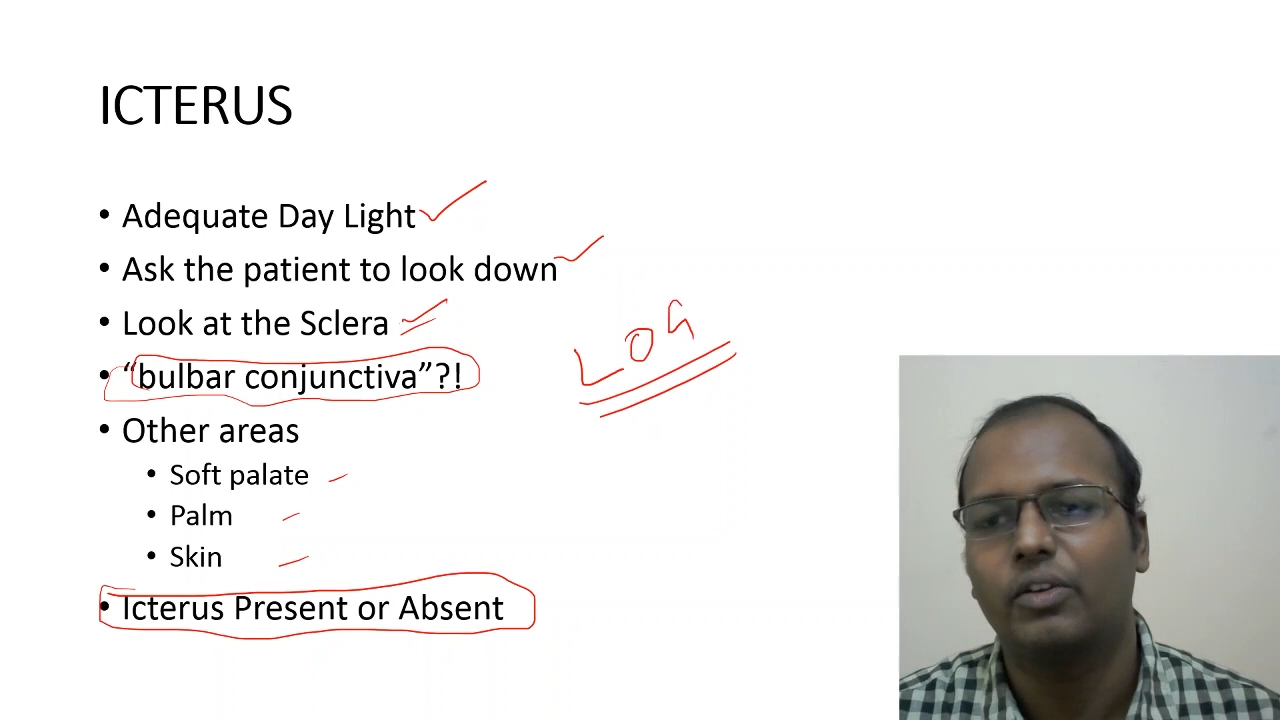 ICTERUS
• Adequate Day Light
• Ask the patient to look down
• Look at the Sclera
• “bulbar conjunctiva”?!
LOG
• Other areas
• Soft palate
• Palm
• Skin
• Icterus Present or Absent